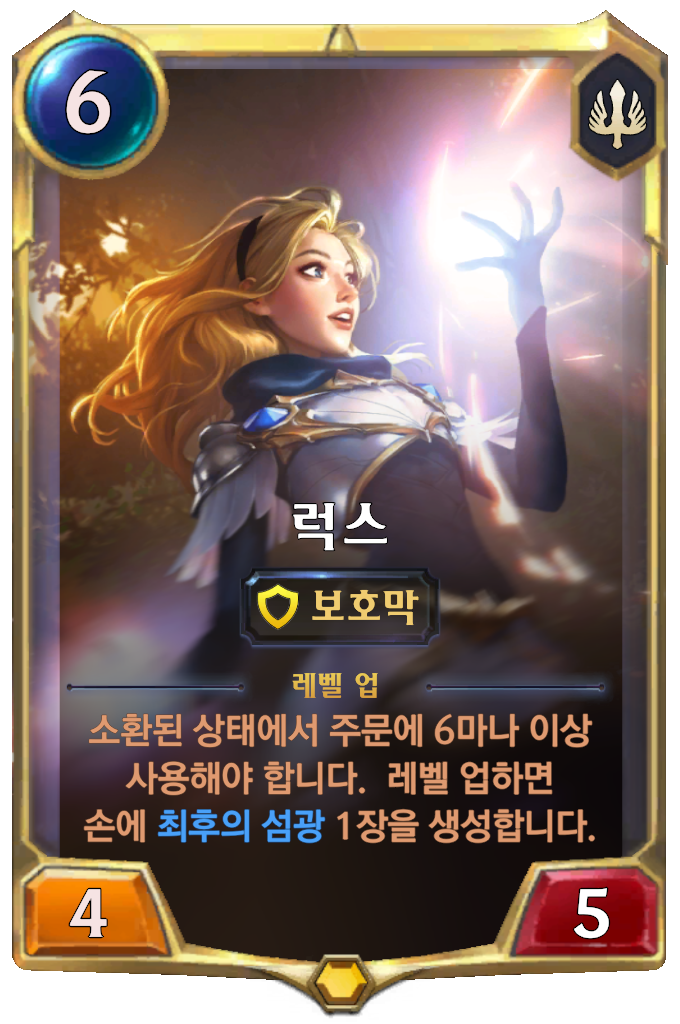 6
럭스
보호막
레벨 업
소환된 상태에서 주문에 6마나 이상
사용해야 합니다. 레벨 업하면
손에 최후의 섬광 1장을 생성합니다.
4
5